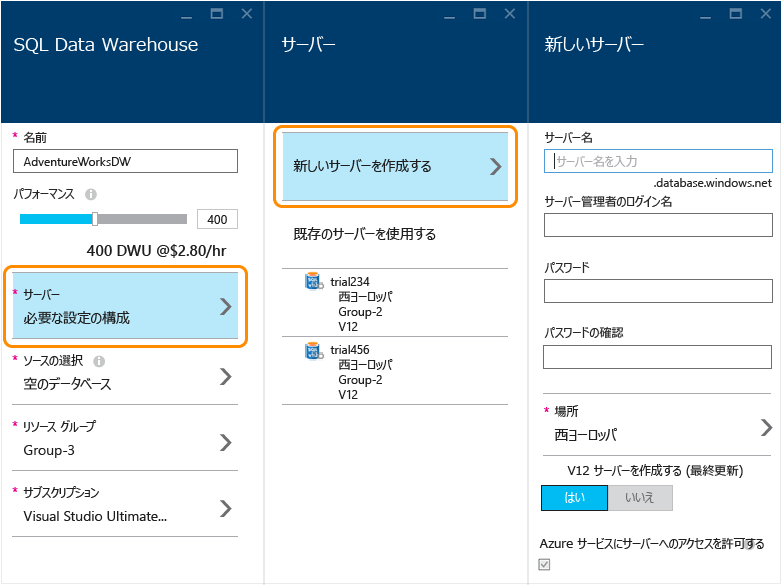 SQL Data Warehouse
* 名前
AdventureWorksDW
パフォーマンス
400
400 DWU @$2.80/hr
* サーバー
必要な設定の構成
* ソースの選択
空のデータベース
* リソース グループ
Group-3
* サブスクリプション
Visual Studio Ultimate...
サーバー
新しいサーバーを作成する
既存のサーバーを使用する
trial234
西ヨーロッパ
Group-2
V12
trial456
西ヨーロッパ
Group-2
V12
新しいサーバー
サーバー名
サーバー名を入力
.database.windows.net
サーバー管理者のログイン名
パスワード
パスワードの確認
* 場所
西ヨーロッパ
V12 サーバーを作成する (最終更新)
はい いいえ
Azure サービスにサーバーへのアクセスを許可する